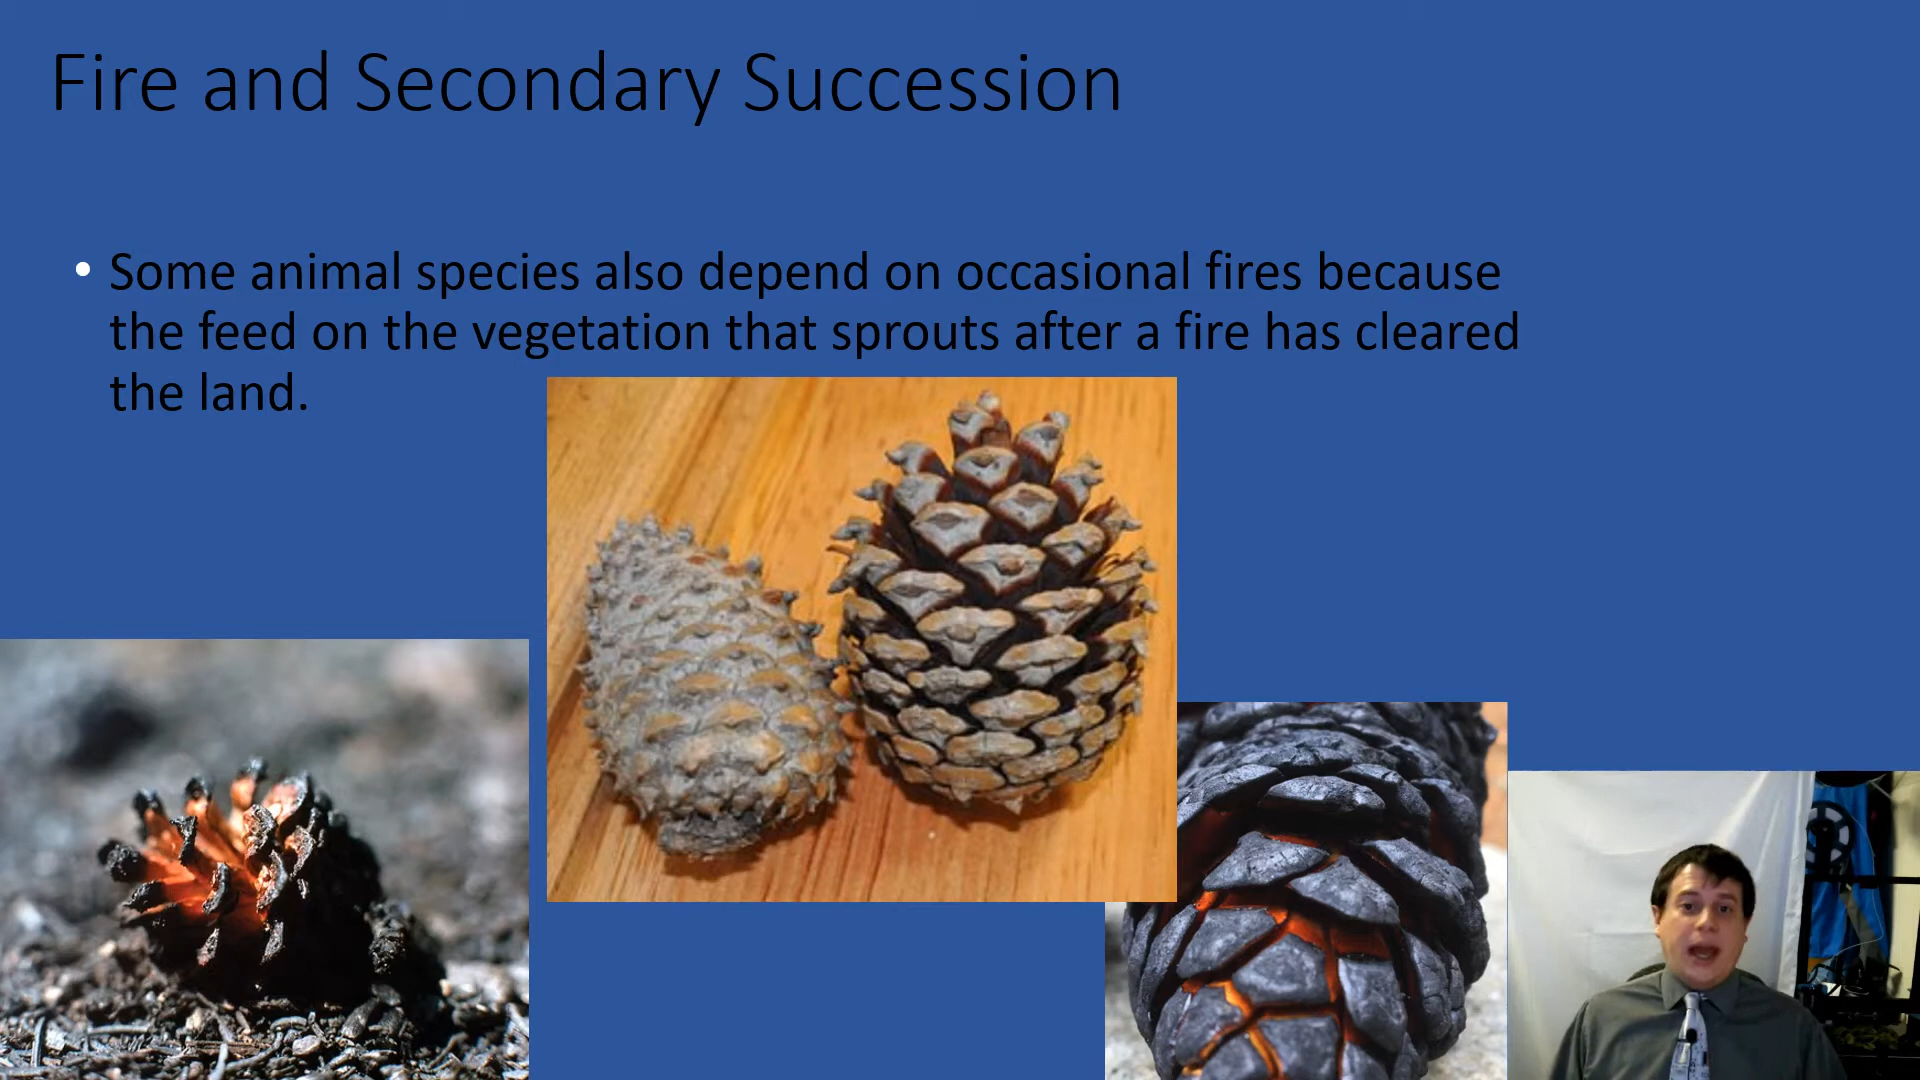 Fire and Secondary Succession
• Some animal species also depend on occasional fires because
the feed on the vegetation that sprouts after a fire has cleared
the land.